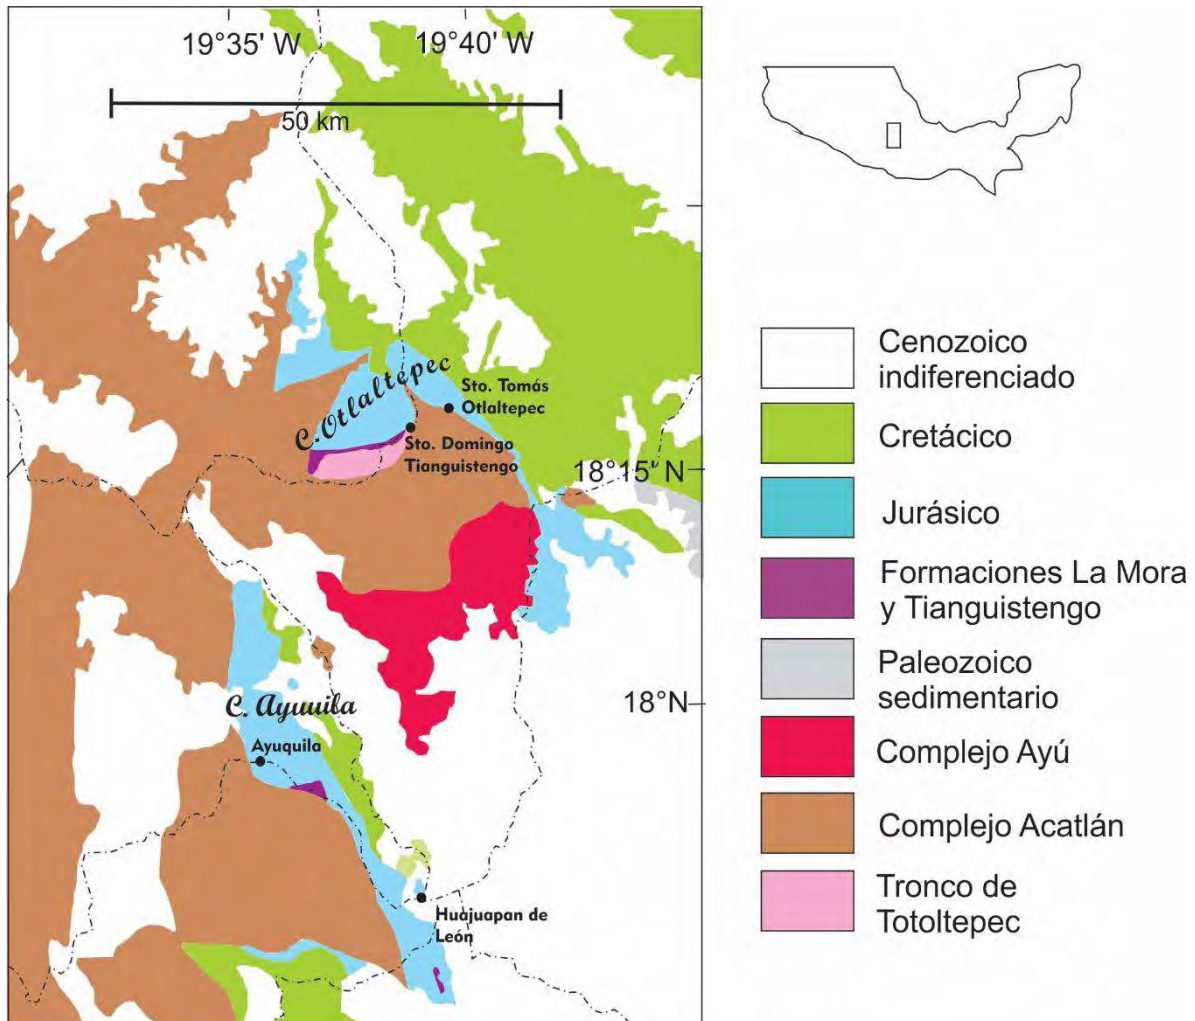 19°35' W
19°40' W
50 km
C. Otlaltepec
Sto. Tomás
Otlaltepec
Sto. Domingo
Tianguistengo
18°15' N
18°N
C. Ayuuila
Ayuquila
Huajuapan de
León
Cenozoico
indiferenciado
Cretácico
Jurásico
Formaciones La Mora
y Tianguistengo
Paleozoico
sedimentario
Complejo Ayú
Complejo Acatlán
Tronco de
Totoltepec